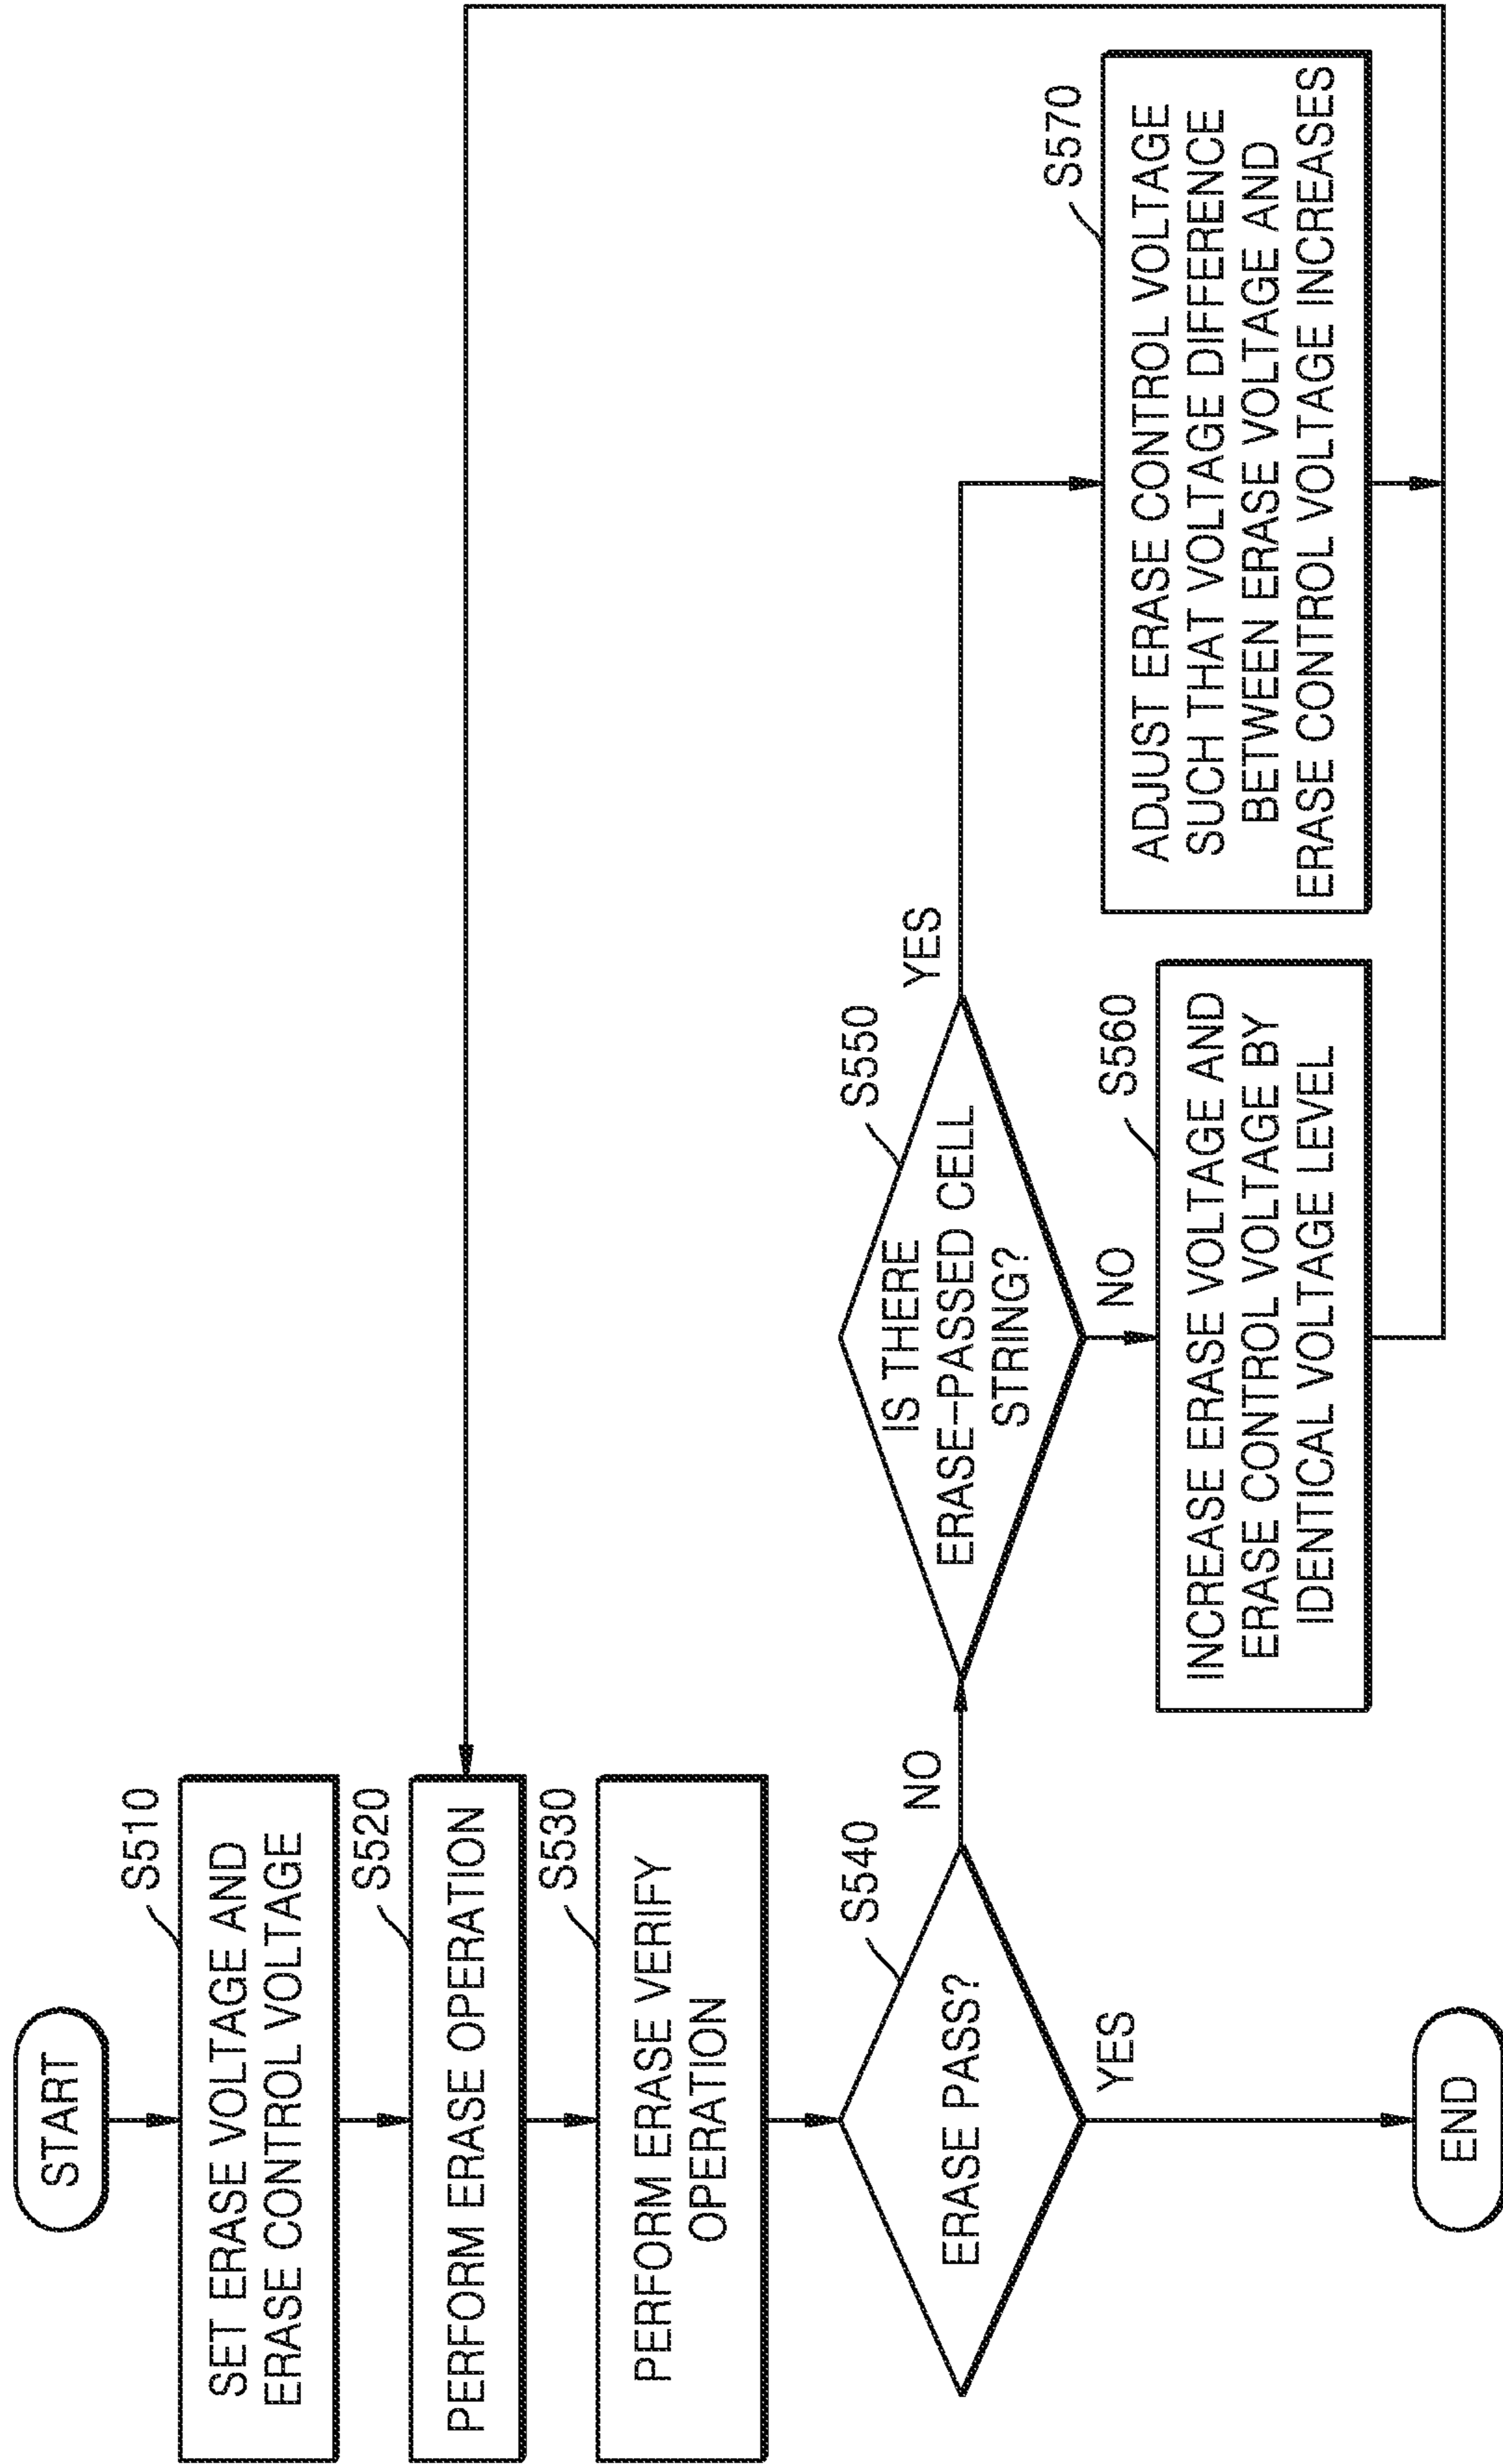 START
S510
SET ERASE VOLTAGE AND
ERASE CONTROL VOLTAGE
S520
PERFORM ERASE OPERATION
S530
PERFORM ERASE VERIFY
OPERATION
S540
ERASE PASS?
NO
YES
END
S550
IS THERE
ERASE-PASSED CELL
STRING?
YES
NO
S560
INCREASE ERASE VOLTAGE AND
ERASE CONTROL VOLTAGE BY
IDENTICAL VOLTAGE LEVEL
S570
ADJUST ERASE CONTROL VOLTAGE
SUCH THAT VOLTAGE DIFFERENCE
BETWEEN ERASE VOLTAGE AND
ERASE CONTROL VOLTAGE INCREASES